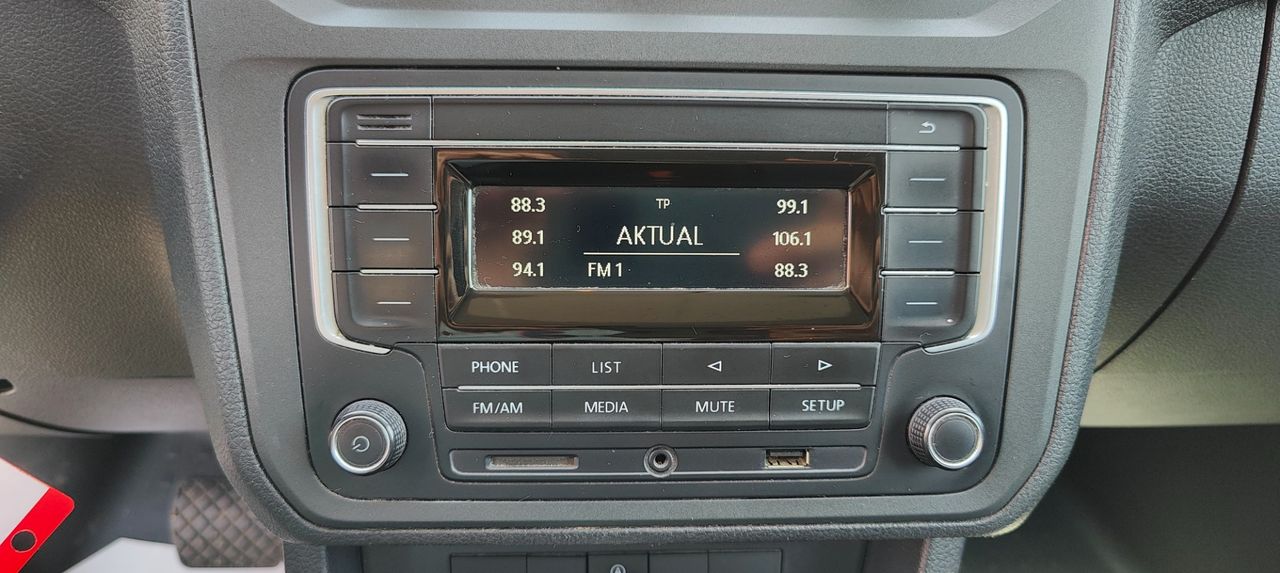 88.3 TP 99.1
89.1 AKTUAL 106.1
94.1 FM 1 88.3
PHONE LIST
FM/AM MEDIA MUTE SETUP